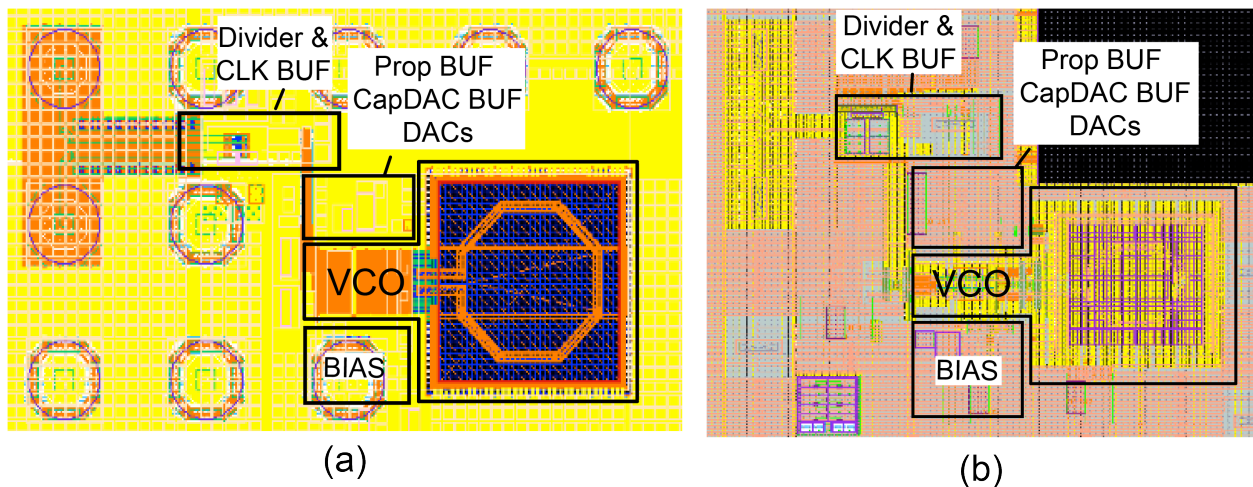 Divider &
CLK BUF
Prop BUF
CapDAC BUF
DACs
VCO
BIAS
(a)
Divider &
CLK BUF
Prop BUF
CapDAC BUF
DACs
VCO
BIAS
(b)